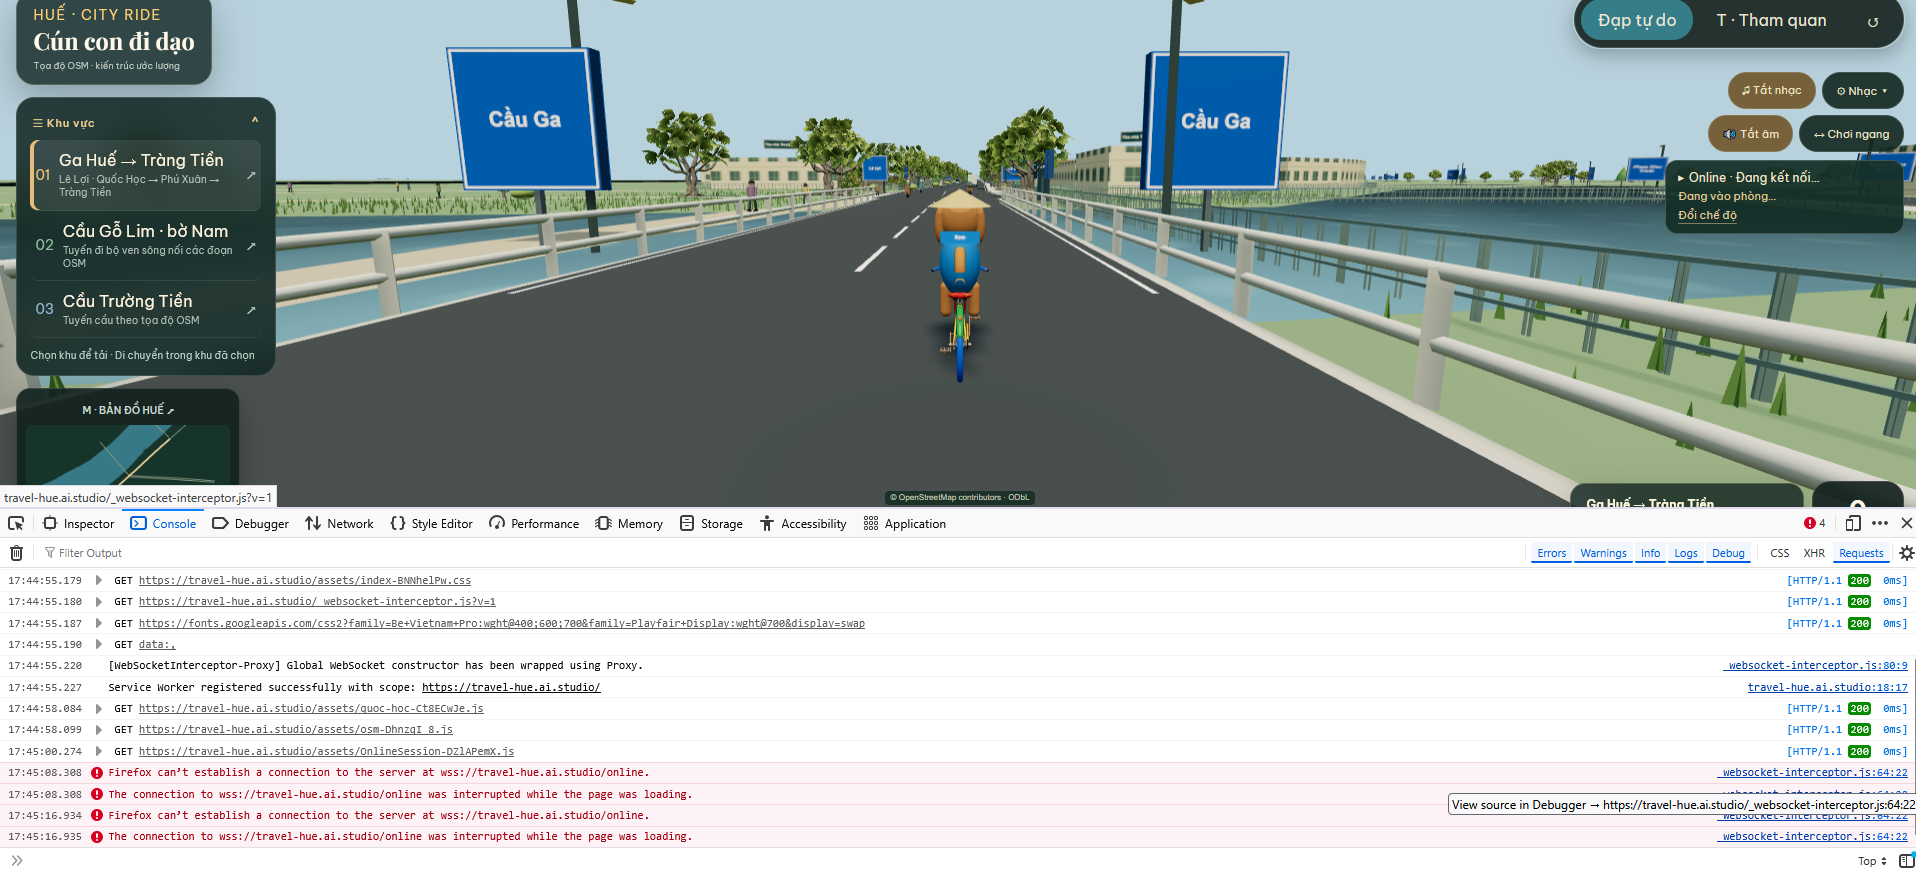 HUẾ · CITY RIDE
Cún con đi dạo
Tọa độ OSM · kiến trúc ước lượng
☰ Khu vực
01
Ga Huế → Tràng Tiền
Lê Lợi · Quốc Học → Phú Xuân →
Tràng Tiền
02
Cầu Gỗ Lim · bờ Nam
Tuyến đi bộ ven sông nối các đoạn
OSM
03
Cầu Trường Tiền
Tuyến cầu theo tọa độ OSM
Chọn khu để tải · Di chuyển trong khu đã chọn
M · BẢN ĐỒ HUẾ ↗
Cầu Ga
Cầu Ga
Đạp tự do
T · Tham quan
↺
♫ Tắt nhạc
⚙ Nhạc ▾
🔊 Tắt âm
↔ Chơi ngang
▸ Online · Đang kết nối...
Đang vào phòng...
Đổi chế độ
© OpenStreetMap contributors · ODbL
Ga Huế → Tràng Tiền
travel-hue.ai.studio/_websocket-interceptor.js?v=1
Inspector
Console
Debugger
Network
Style Editor
Performance
Memory
Storage
Accessibility
Application
4
Filter Output
Errors
Warnings
Info
Logs
Debug
CSS
XHR
Requests
17:44:55.179 GET https://travel-hue.ai.studio/assets/index-BNNhelPw.css [HTTP/1.1 200 0ms]
17:44:55.180 GET https://travel-hue.ai.studio/_websocket-interceptor.js?v=1 [HTTP/1.1 200 0ms]
17:44:55.187 GET https://fonts.googleapis.com/css2?family=Be+Vietnam+Pro:wght@400;600;700&family=Playfair+Display:wght@700&display=swap [HTTP/1.1 200 0ms]
17:44:55.190 GET data:,
17:44:55.220 [WebSocketInterceptor-Proxy] Global WebSocket constructor has been wrapped using Proxy. _websocket-interceptor.js:80:9
17:44:55.227 Service Worker registered successfully with scope: https://travel-hue.ai.studio/ travel-hue.ai.studio:18:17
17:44:58.084 GET https://travel-hue.ai.studio/assets/quoc-hoc-Ct8ECwJe.js [HTTP/1.1 200 0ms]
17:44:58.099 GET https://travel-hue.ai.studio/assets/osm-DhnzqI_8.js [HTTP/1.1 200 0ms]
17:45:00.274 GET https://travel-hue.ai.studio/assets/OnlineSession-DZlAPemX.js [HTTP/1.1 200 0ms]
17:45:08.308 Firefox can't establish a connection to the server at wss://travel-hue.ai.studio/online. _websocket-interceptor.js:64:22
17:45:08.308 The connection to wss://travel-hue.ai.studio/online was interrupted while the page was loading.
View source in Debugger → https://travel-hue.ai.studio/_websocket-interceptor.js:64:22
17:45:16.934 Firefox can't establish a connection to the server at wss://travel-hue.ai.studio/online. _websocket-interceptor.js:64:22
17:45:16.935 The connection to wss://travel-hue.ai.studio/online was interrupted while the page was loading. _websocket-interceptor.js:64:22
Top